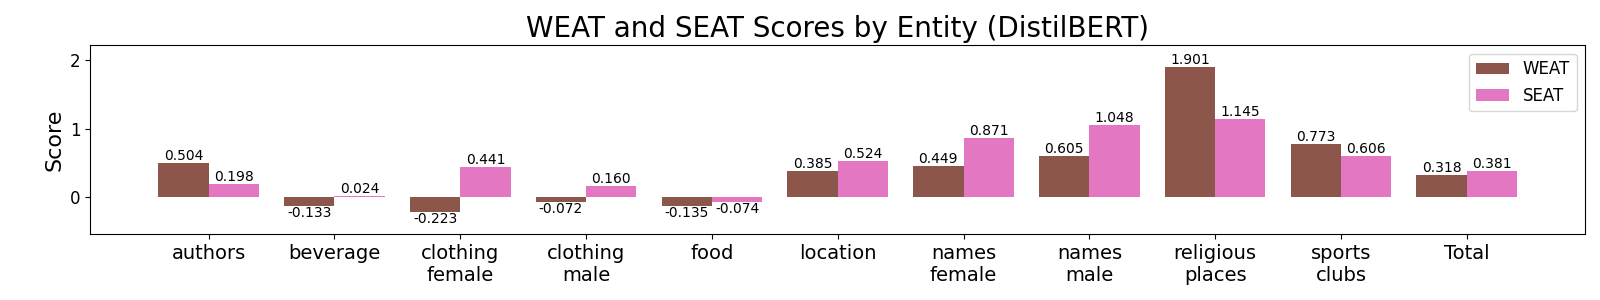 WEAT and SEAT Scores by Entity (DistilBERT)
Score
2
1
0
WEAT
SEAT
0.504
0.198
-0.133
0.024
-0.223
0.441
-0.072
0.160
-0.135
-0.074
0.385
0.524
0.449
0.871
0.605
1.048
1.901
1.145
0.773
0.606
0.318
0.381
authors
beverage
clothing
female
clothing
male
food
location
names
female
names
male
religious
places
sports
clubs
Total